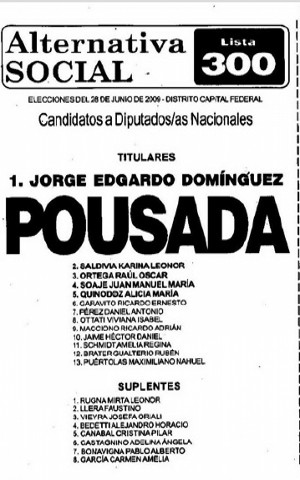 Alternativa
SOCIAL
Lista
300
ELECCIONES DEL 28 DE JUNIO DE 2009 - DISTRITO CAPITAL FEDERAL
Candidatos a Diputados/as Nacionales
TITULARES
1. JORGE EDGARDO DOMÍNGUEZ
POUSADA
2. SALDIVIA KARINA LEONOR
3. ORTEGA RAÚL OSCAR
4. SOAJE JUAN MANUEL MARÍA
5. QUINODOZ ALICIA MARÍA
6. GARAVITO RICARDO ERNESTO
7. PÉREZ DANIEL ANTONIO
8. OTTATI VIVIANA ISABEL
9. MACCIONO RICARDO ADRIÁN
10. JAIME HÉCTOR DANIEL
11. SCHMIDT AMELIA REGINA
12. BRATER GUALTERIO RUBÉN
13. PUÉRTOLAS MAXIMILIANO NAHUEL
SUPLENTES
1. RUGNA MIRTA LEONOR
2. LLERA FAUSTINO
3. VIEYRA JOSEFA ORIALI
4. BEDETTI ALEJANDRO HORACIO
5. CANABAL CRISTINA PILAR
6. CASTAGNINO ADELINA ÁNGELA
7. BONAVIGNA PABLO ALBERTO
8. GARCÍA CARMEN AMELIA